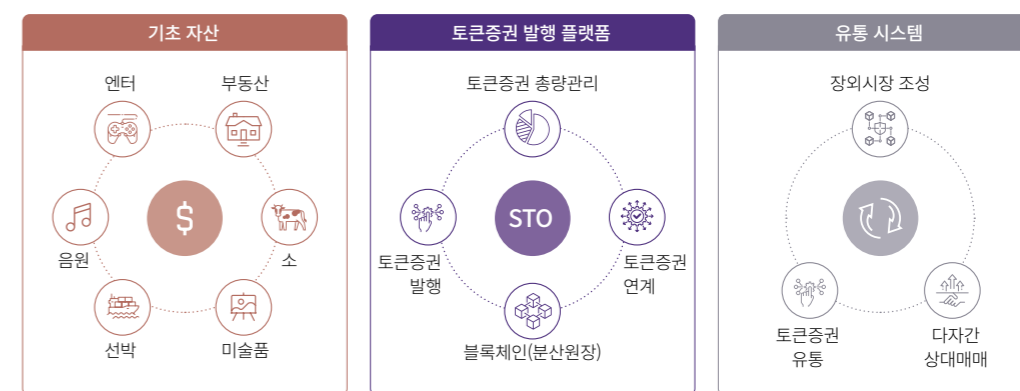 기초 자산
엔터
부동산
$
음원
소
선박
미술품
토큰증권 발행 플랫폼
토큰증권 총량관리
STO
토큰증권
발행
토큰증권
연계
블록체인(분산원장)
유통 시스템
장외시장 조성
토큰증권
유통
다자간
상대매매